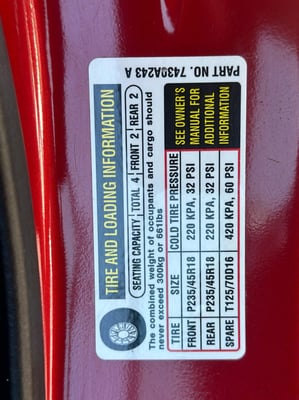 TIRE AND LOADING INFORMATION
SEATING CAPACITY TOTAL 4 FRONT 2 REAR 2
The combined weight of occupants and cargo should
never exceed 300kg or 661lbs
TIRE SIZE COLD TIRE PRESSURE
FRONT P235/45R18 220 KPA, 32 PSI
REAR P235/45R18 220 KPA, 32 PSI
SPARE T125/70D16 420 KPA, 60 PSI
SEE OWNER'S
MANUAL FOR
ADDITIONAL
INFORMATION
PART NO. 7430A243 A